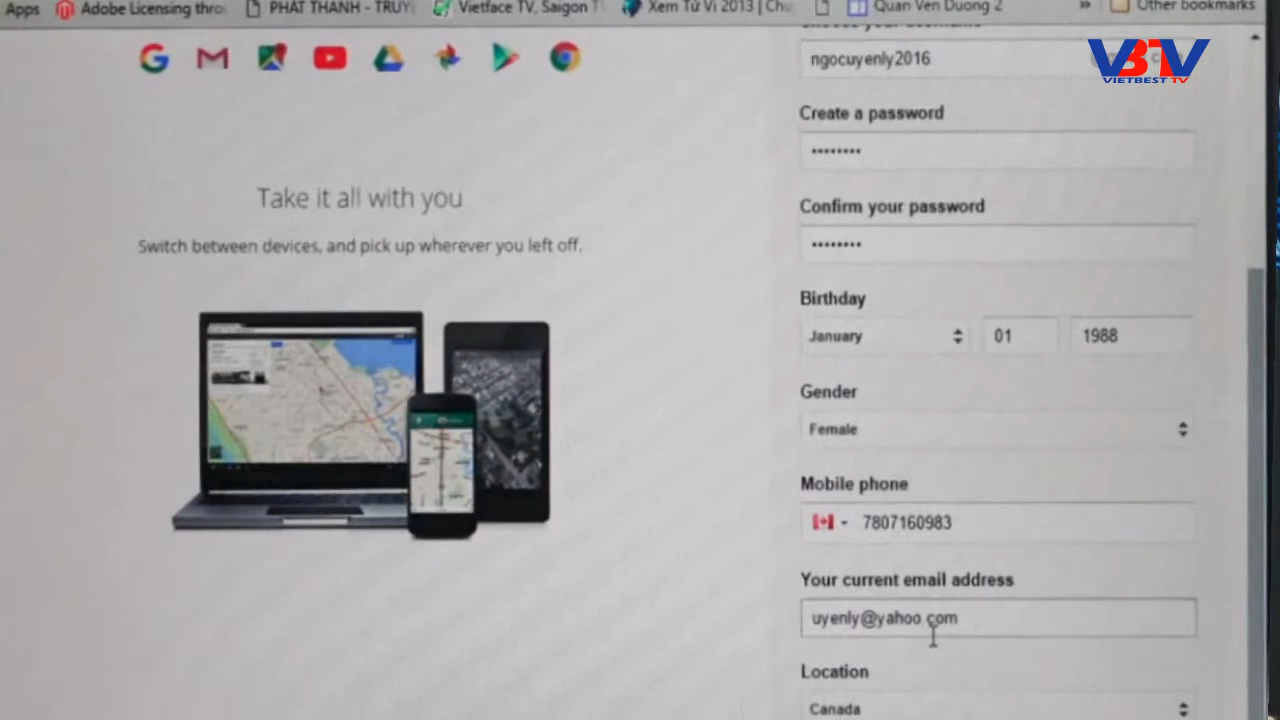 Apps Adobe Licensing thro PHÁT THANH - TRUY Vietface TV, Saigon T Xem Tử Vi 2013 | Chu Quan Ven Duong 2 » Other bookmarks
VBTV
VIETBEST TV
ngocuyenly2016
Create a password
••••••••
Confirm your password
••••••••
Birthday
January 01 1988
Gender
Female
Mobile phone
7807160983
Your current email address
uyenly@yahoo.com
Location
Canada
Take it all with you
Switch between devices, and pick up wherever you left off.